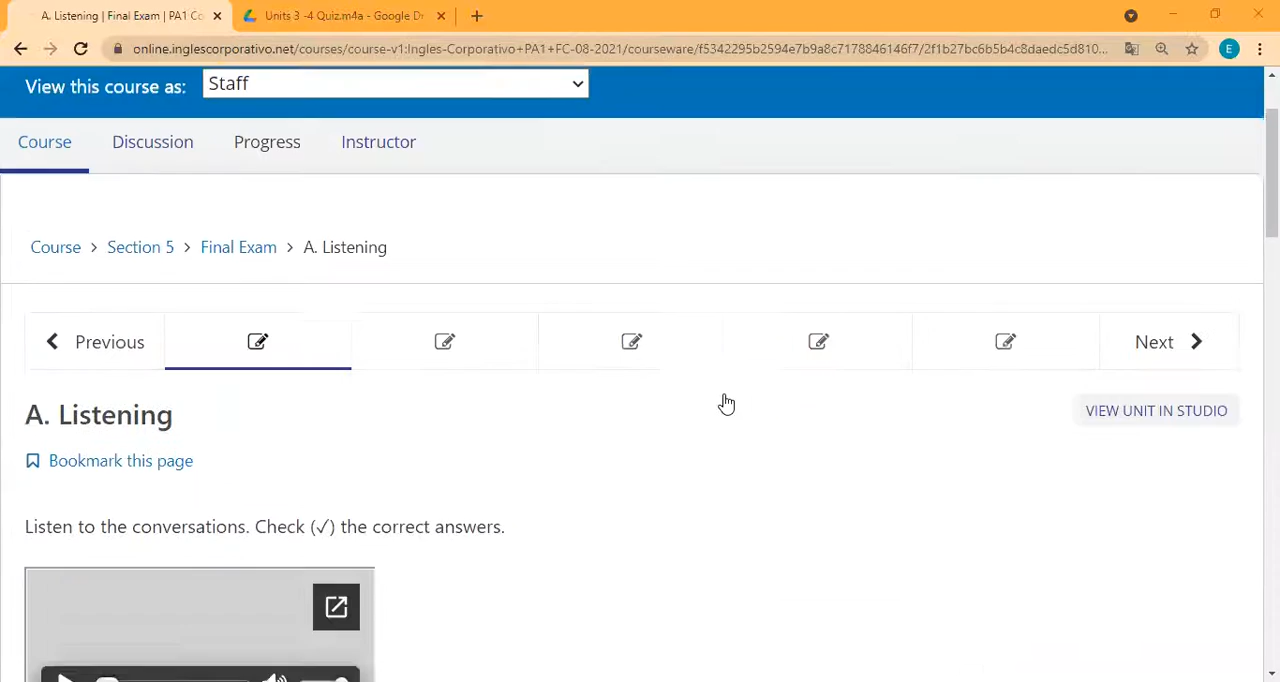 A. Listening | Final Exam | PA1 Co
Units 3 -4 Quiz.m4a - Google Dr
online.inglescorporativo.net/courses/course-v1:Ingles-Corporativo+PA1+FC-08-2021/courseware/f5342295b2594e7b9a8c7178846146f7/2f1b27bc6b5b4c8daedc5d810...
E
View this course as: Staff
Course Discussion Progress Instructor
Course > Section 5 > Final Exam > A. Listening
Previous Next
A. Listening
VIEW UNIT IN STUDIO
Bookmark this page
Listen to the conversations. Check (✓) the correct answers.